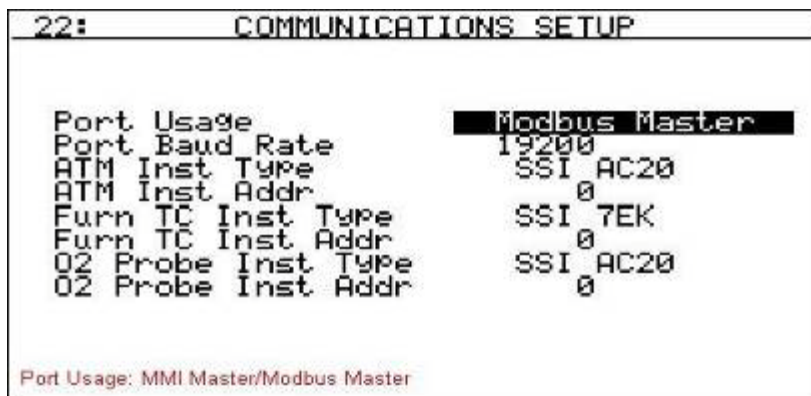 22: COMMUNICATIONS SETUP
Port Usage Modbus Master
Port Baud Rate 19200
ATM Inst Type SSI AC20
ATM Inst Addr 0
Furn TC Inst Type SSI 7EK
Furn TC Inst Addr 0
O2 Probe Inst Type SSI AC20
O2 Probe Inst Addr 0
Port Usage: MMI Master/Modbus Master